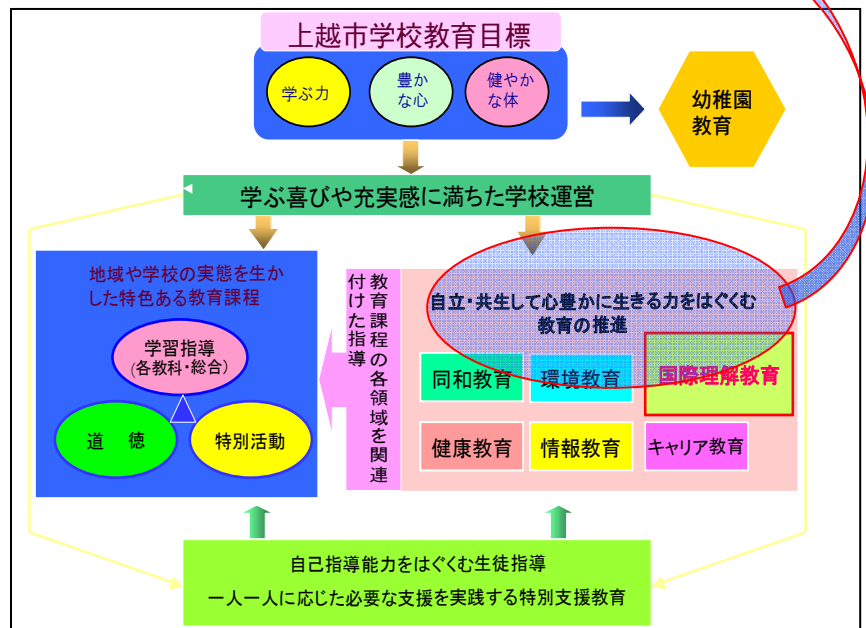 上越市学校教育目標
学ぶ力
豊か
な心
健やか
な体
幼稚園
教育
学ぶ喜びや充実感に満ちた学校運営
地域や学校の実態を生か
した特色ある教育課程
学習指導
(各教科・総合)
道　徳
特別活動
教育課程の各領域を関連
付けた指導
自立・共生して心豊かに生きる力をはぐくむ
教育の推進
同和教育
環境教育
国際理解教育
健康教育
情報教育
キャリア教育
自己指導能力をはぐくむ生徒指導
一人一人に応じた必要な支援を実践する特別支援教育